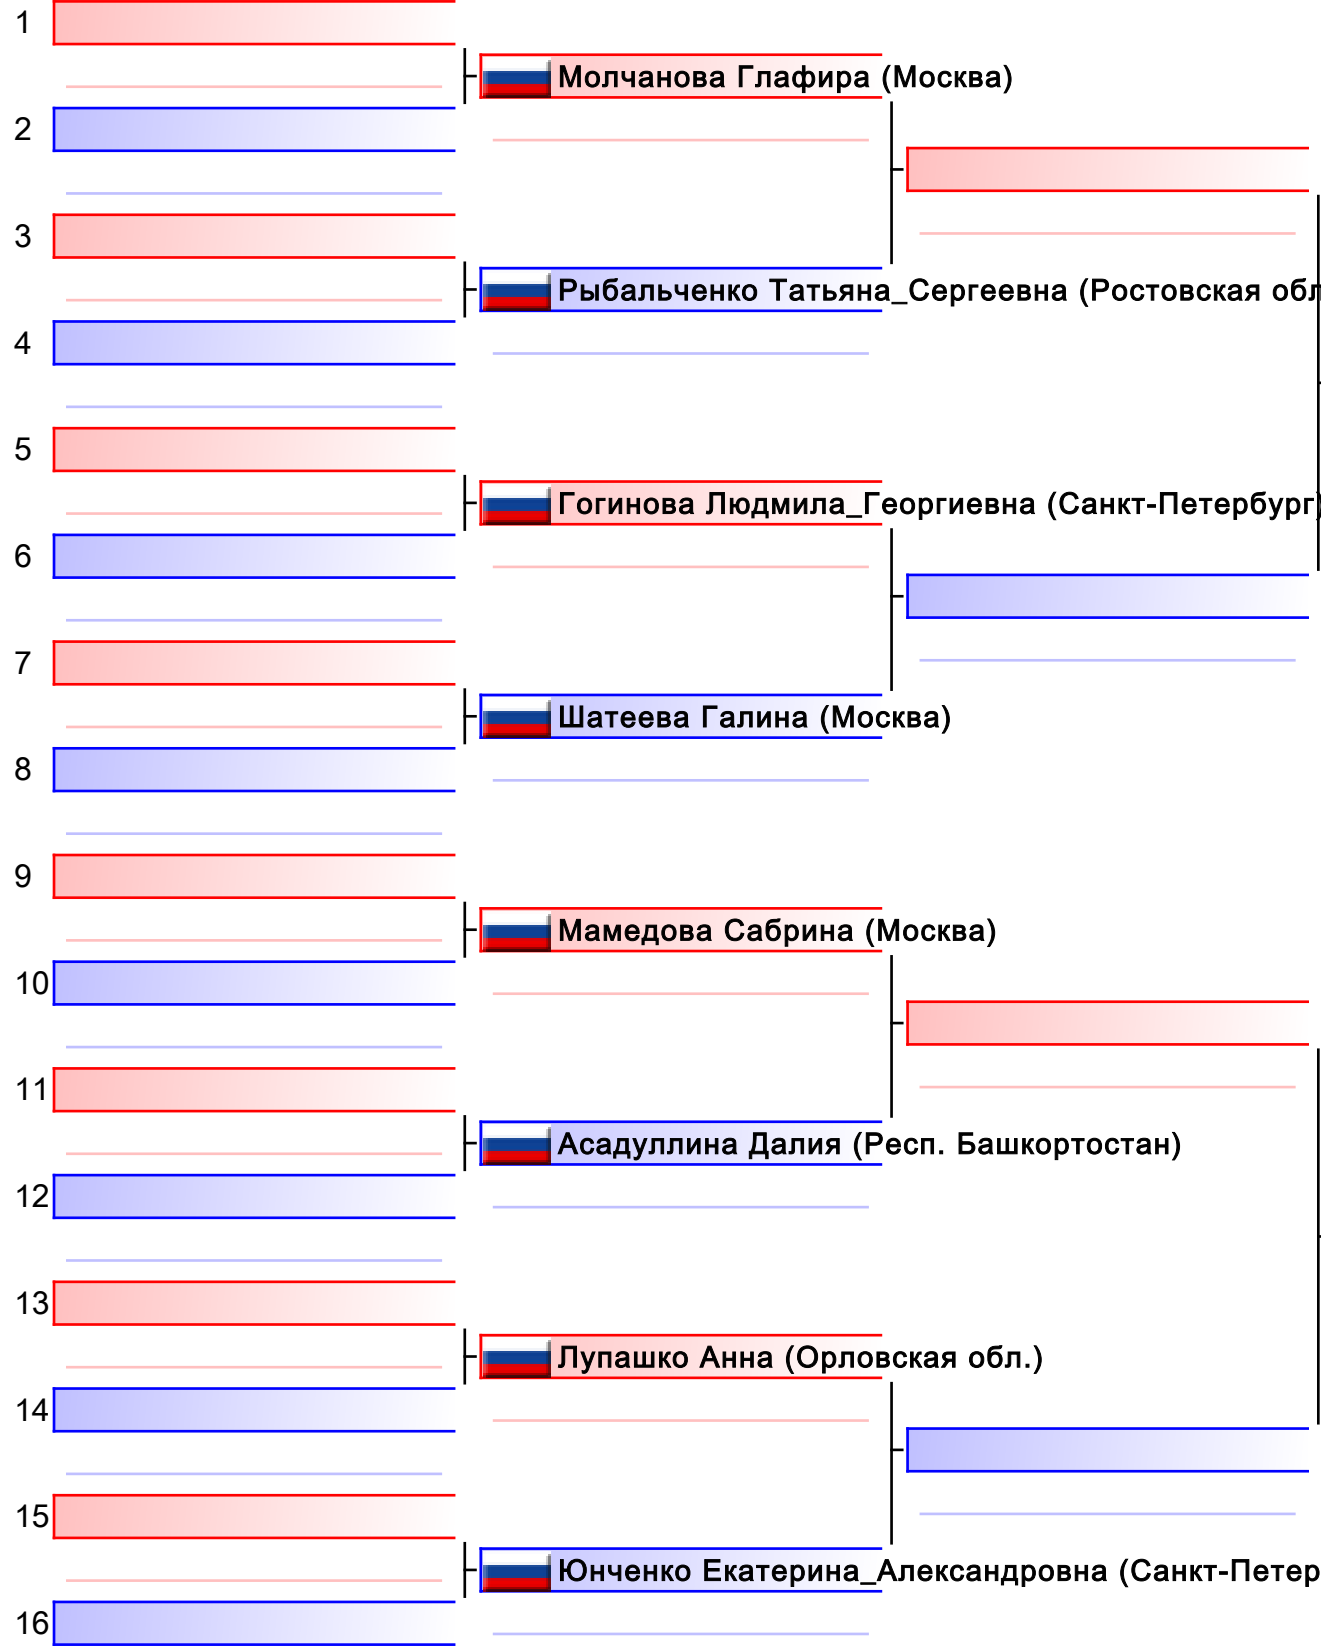 1
Молчанова Глафира (Москва)
2
3
Рыбальченко Татьяна_Сергеевна (Ростовская обл
4
5
Гогинова Людмила_Георгиевна (Санкт-Петербург)
6
7
Шатеева Галина (Москва)
8
9
Мамедова Сабрина (Москва)
10
11
Асадуллина Далия (Респ. Башкортостан)
12
13
Лупашко Анна (Орловская обл.)
14
15
Юнченко Екатерина_Александровна (Санкт-Петер
16